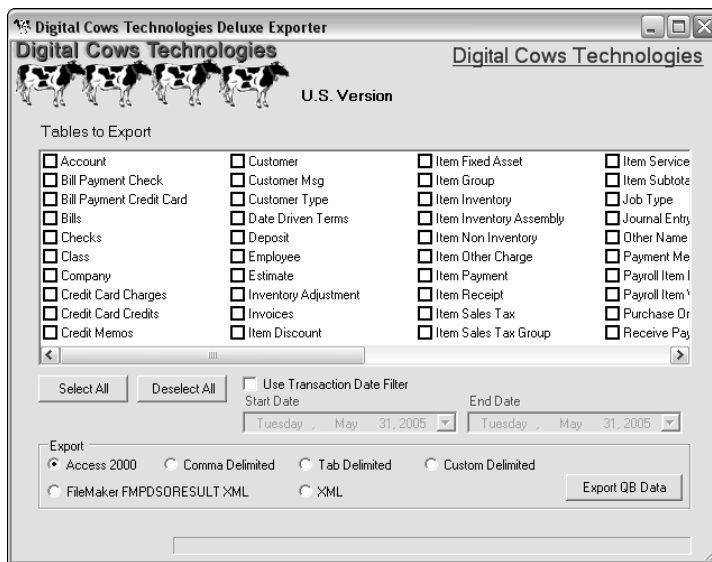 Digital Cows Technologies Deluxe Exporter
Digital Cows Technologies
Digital Cows Technologies
U.S. Version
Tables to Export
Account
Bill Payment Check
Bill Payment Credit Card
Bills
Checks
Class
Company
Credit Card Charges
Credit Card Credits
Credit Memos
Customer
Customer Msg
Customer Type
Date Driven Terms
Deposit
Employee
Estimate
Inventory Adjustment
Invoices
Item Discount
Item Fixed Asset
Item Group
Item Inventory
Item Inventory Assembly
Item Non Inventory
Item Other Charge
Item Payment
Item Receipt
Item Sales Tax
Item Sales Tax Group
Item Service
Item Subtota
Job Type
Journal Entry
Other Name
Payment Me
Payroll Item
Payroll Item
Purchase Or
Receive Pay
Select All
Deselect All
Use Transaction Date Filter
Start Date
End Date
Tuesday , May 31, 2005
Tuesday , May 31, 2005
Export
Access 2000
Comma Delimited
Tab Delimited
Custom Delimited
FileMaker FMPDSORESULT XML
XML
Export QB Data